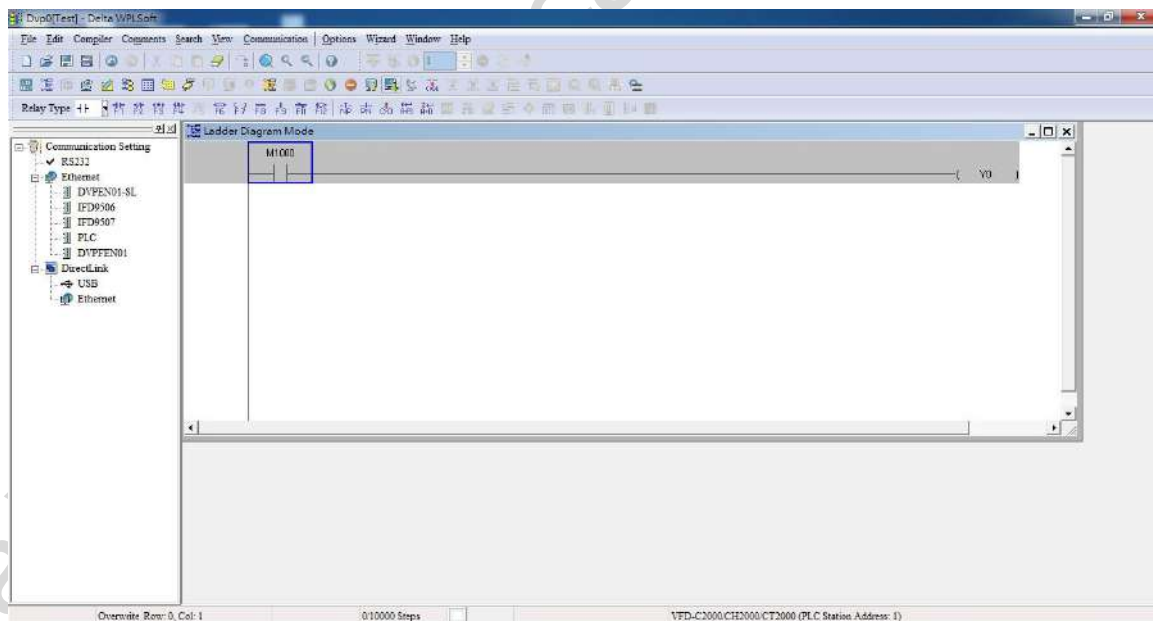 Dvp0[Test] - Delta WPLSoft
File Edit Compiler Comments Search View Communication Options Wizard Window Help
Relay Type
Ladder Diagram Mode
Communication Setting
RS232
Ethernet
DVPEN01-SL
IFD9506
IFD9507
PLC
DVPFEN01
DirectLink
USB
Ethernet
M1000
Y0
Overwrite Row: 0, Col: 1
0/10000 Steps
VFD-C2000/CH2000/CT2000 (PLC Station Address: 1)